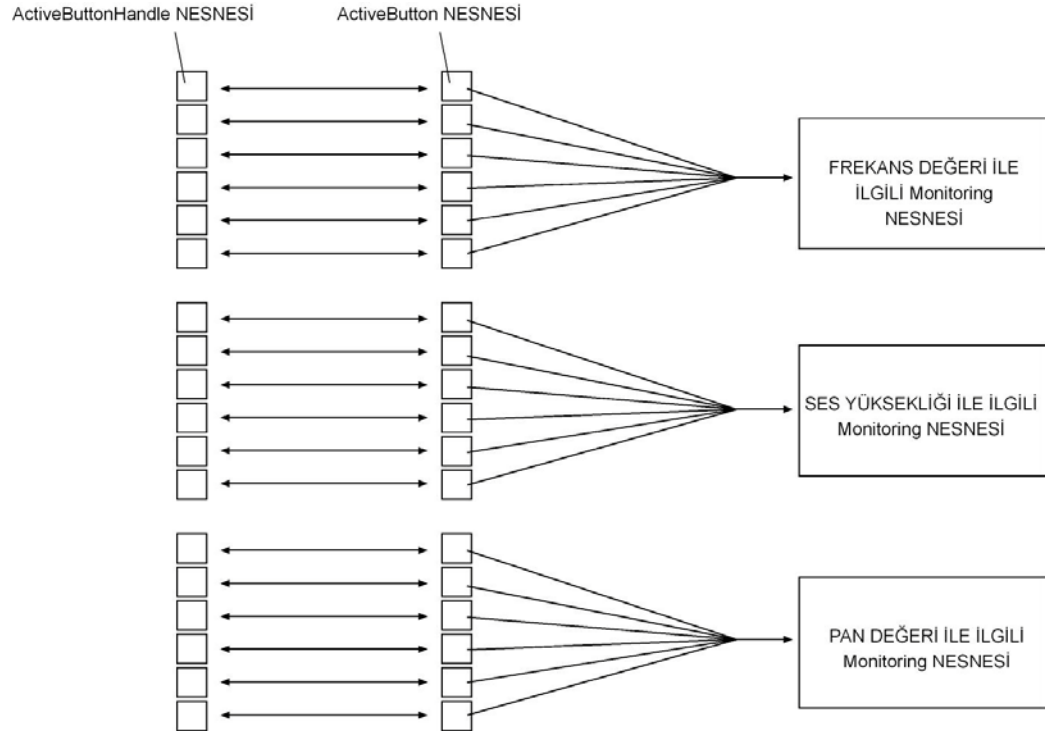 ActiveButtonHandle NESNESİ
ActiveButton NESNESİ
FREKANS DEĞERİ İLE
İLGİLİ Monitoring
NESNESİ
SES YÜKSEKLİĞİ İLE İLGİLİ
Monitoring NESNESİ
PAN DEĞERİ İLE İLGİLİ
Monitoring NESNESİ